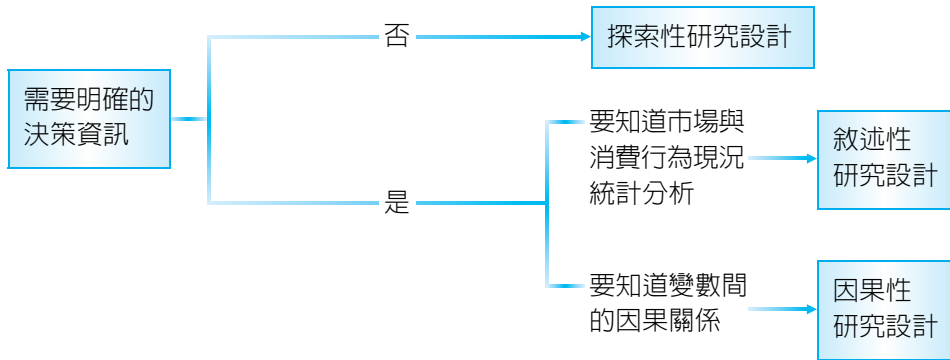 需要明確的
決策資訊
否
探索性研究設計
是
要知道市場與
消費行為現況
統計分析
敘述性
研究設計
要知道變數間
的因果關係
因果性
研究設計